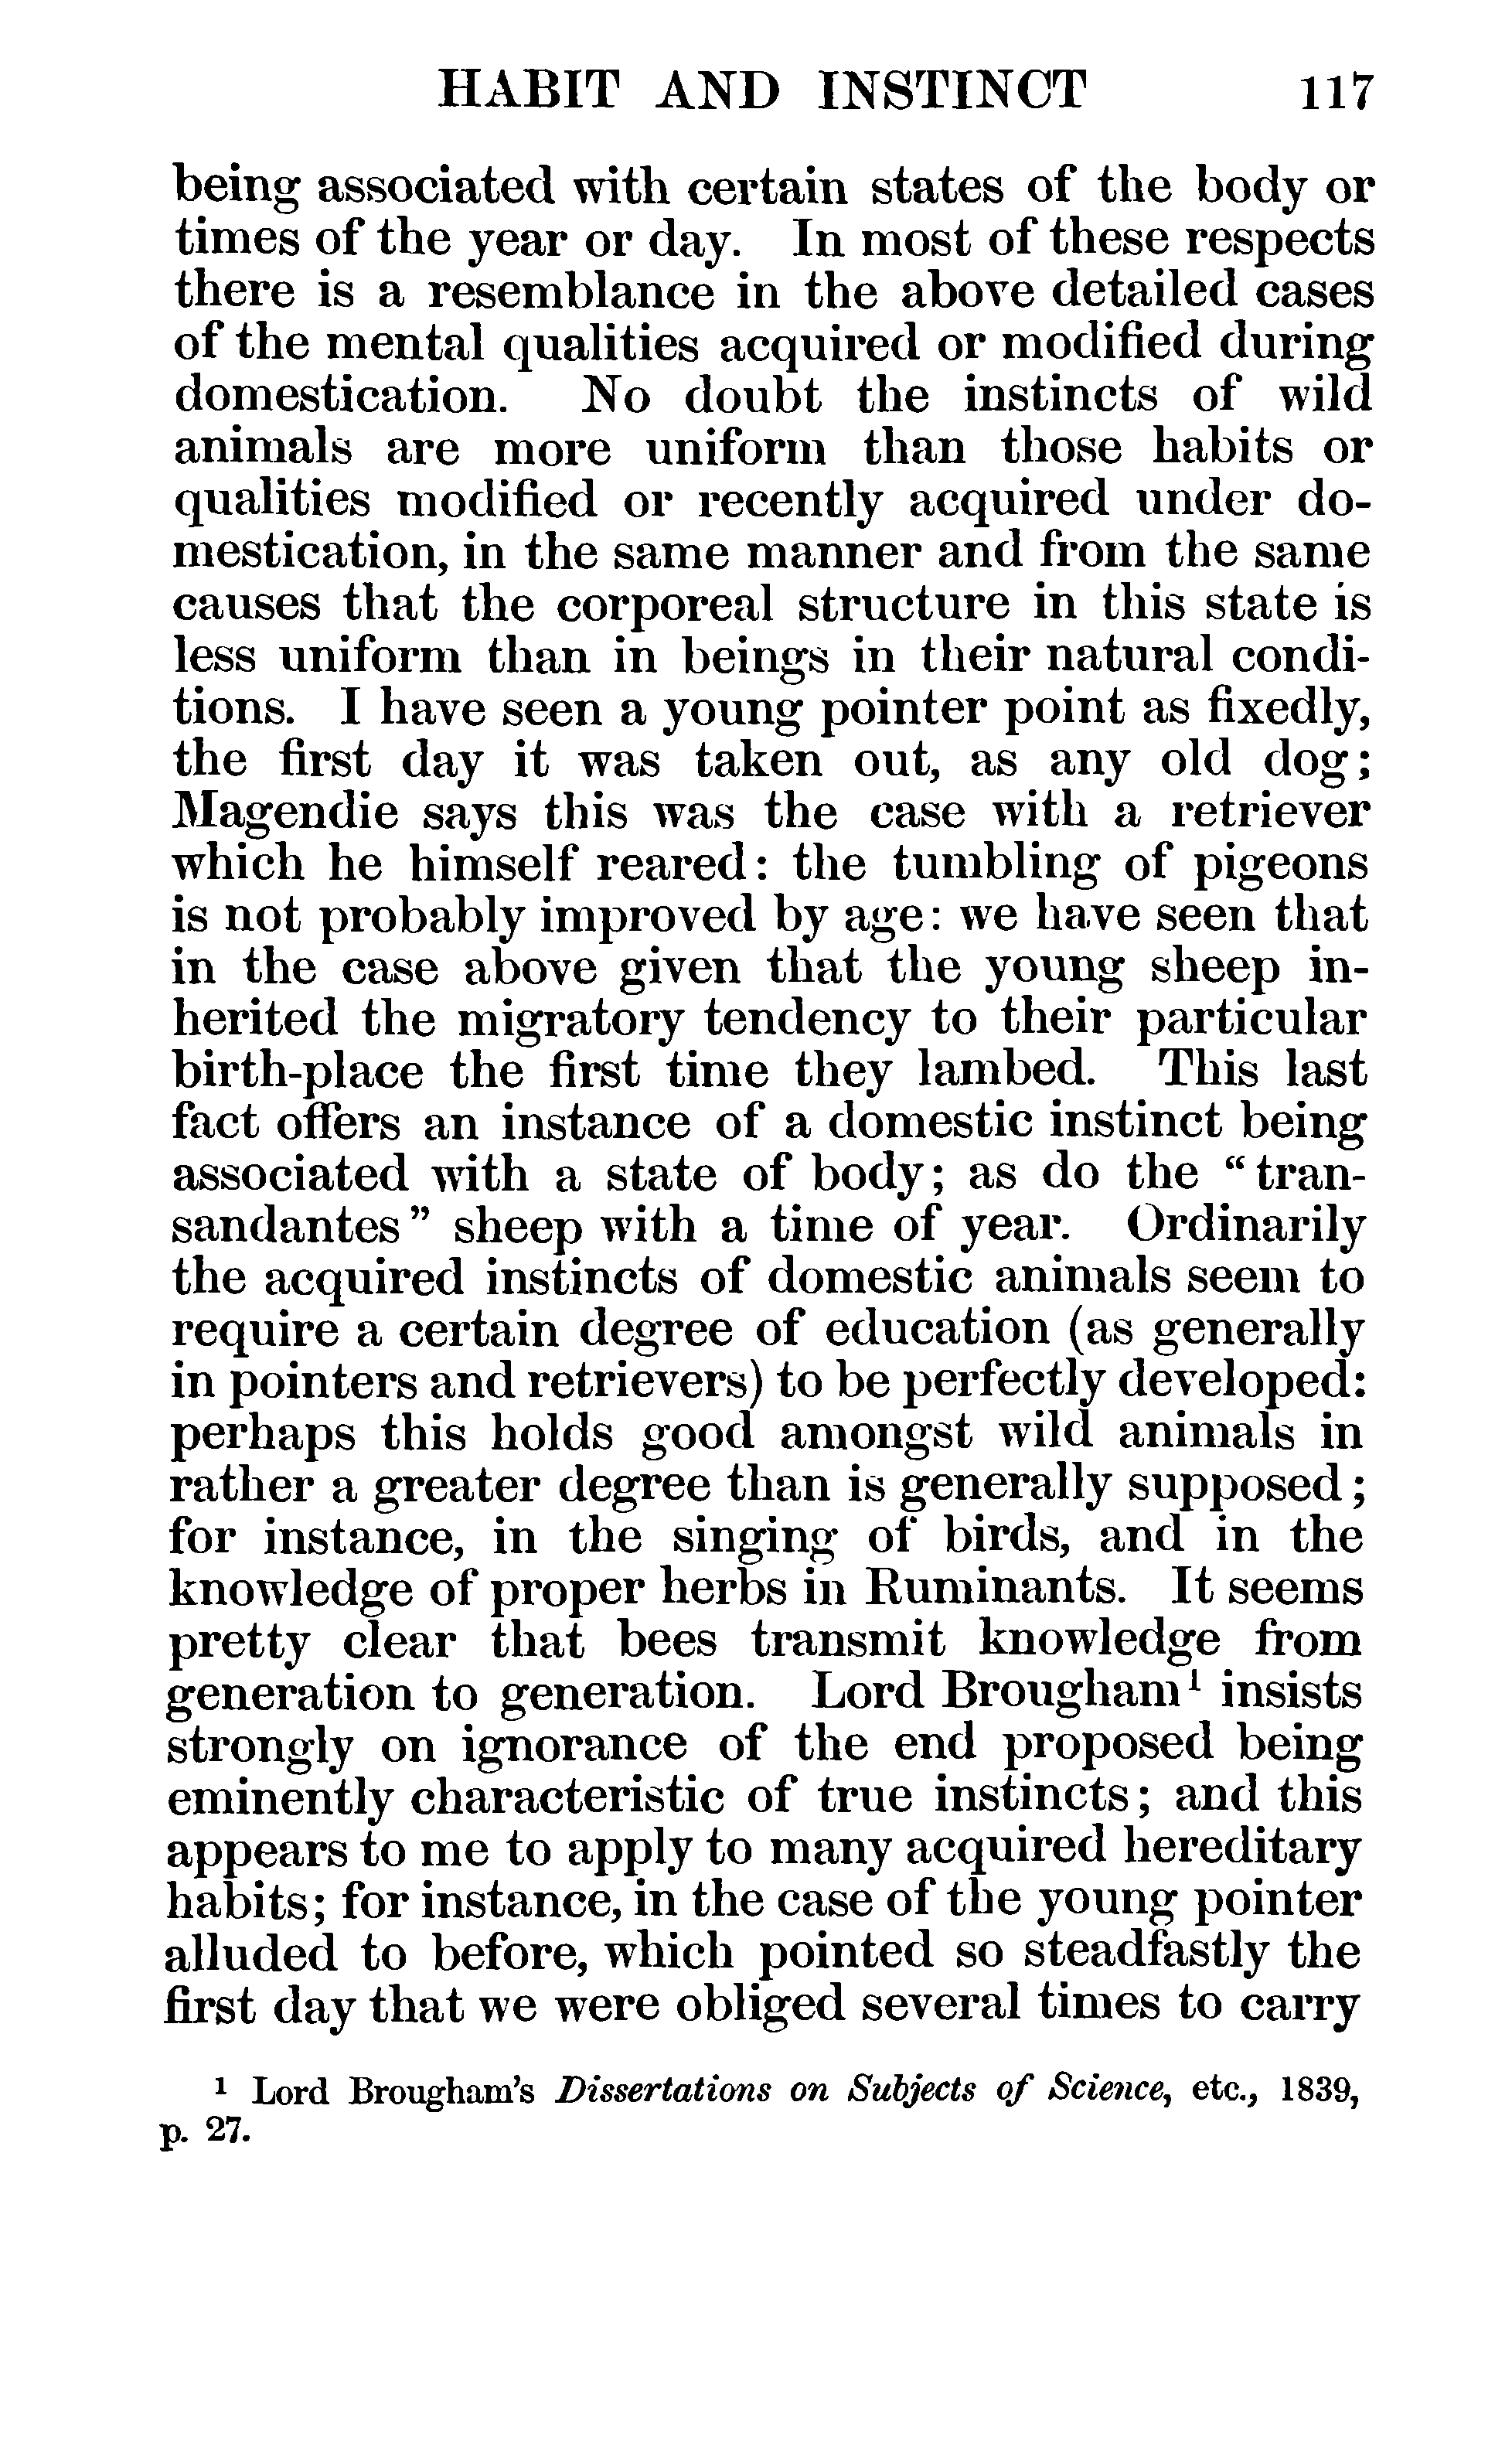 HABIT AND INSTINCT 117
being associated with certain states of the body or
times of the year or day. In most of these respects
there is a resemblance in the above detailed cases
of the mental qualities acquired or modified during
domestication. No doubt the instincts of wild
animals are more uniform than those habits or
qualities modified or recently acquired under do-
mestication, in the same manner and from the same
causes that the corporeal structure in this state is
less uniform than in beings in their natural condi-
tions. I have seen a young pointer point as fixedly,
the first day it was taken out, as any old dog;
Magendie says this was the case with a retriever
which he himself reared: the tumbling of pigeons
is not probably improved by age: we have seen that
in the case above given that the young sheep in-
herited the migratory tendency to their particular
birth-place the first time they lambed. This last
fact offers an instance of a domestic instinct being
associated with a state of body; as do the "tran-
sandantes" sheep with a time of year. Ordinarily
the acquired instincts of domestic animals seem to
require a certain degree of education (as generally
in pointers and retrievers) to be perfectly developed:
perhaps this holds good amongst wild animals in
rather a greater degree than is generally supposed;
for instance, in the singing of birds, and in the
knowledge of proper herbs in Ruminants. It seems
pretty clear that bees transmit knowledge from
generation to generation. Lord Brougham¹ insists
strongly on ignorance of the end proposed being
eminently characteristic of true instincts; and this
appears to me to apply to many acquired hereditary
habits; for instance, in the case of the young pointer
alluded to before, which pointed so steadfastly the
first day that we were obliged several times to carry
¹ Lord Brougham's Dissertations on Subjects of Science, etc., 1839,
p. 27.